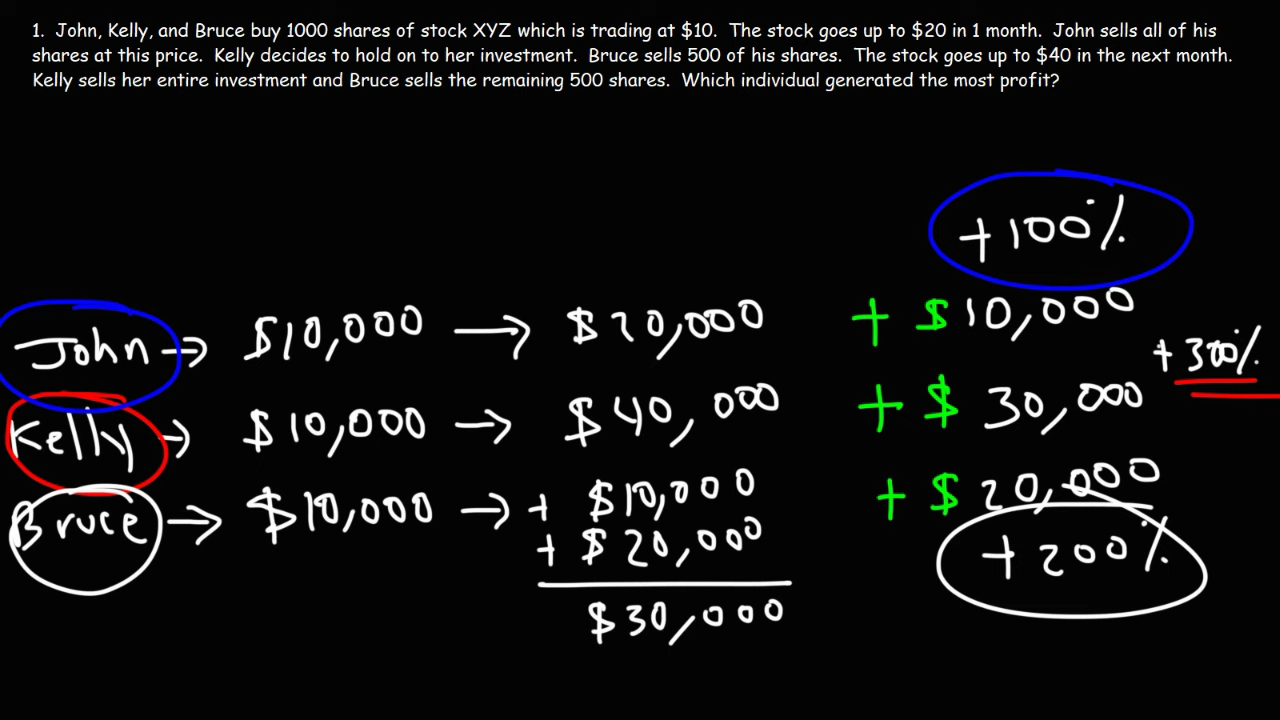 1. John, Kelly, and Bruce buy 1000 shares of stock XYZ which is trading at $10. The stock goes up to $20 in 1 month. John sells all of his
shares at this price. Kelly decides to hold on to her investment. Bruce sells 500 of his shares. The stock goes up to $40 in the next month.
Kelly sells her entire investment and Bruce sells the remaining 500 shares. Which individual generated the most profit?
+100%
John → $10,000 → $20,000 + $10,000
+300%
Kelly → $10,000 → $40,000 + $30,000
Bruce → $10,000 → + $10,000 + $20,000
+ $20,000 +200%
$30,000